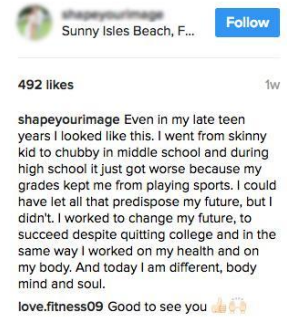 Sunny Isles Beach, F...
Follow
492 likes
1w
shapeyourimage Even in my late teen
years I looked like this. I went from skinny
kid to chubby in middle school and during
high school it just got worse because my
grades kept me from playing sports. I could
have let all that predispose my future, but I
didn't. I worked to change my future, to
succeed despite quitting college and in the
same way I worked on my health and on
my body. And today I am different, body
mind and soul.
love.fitness09 Good to see you 👍🏻🙌🏻